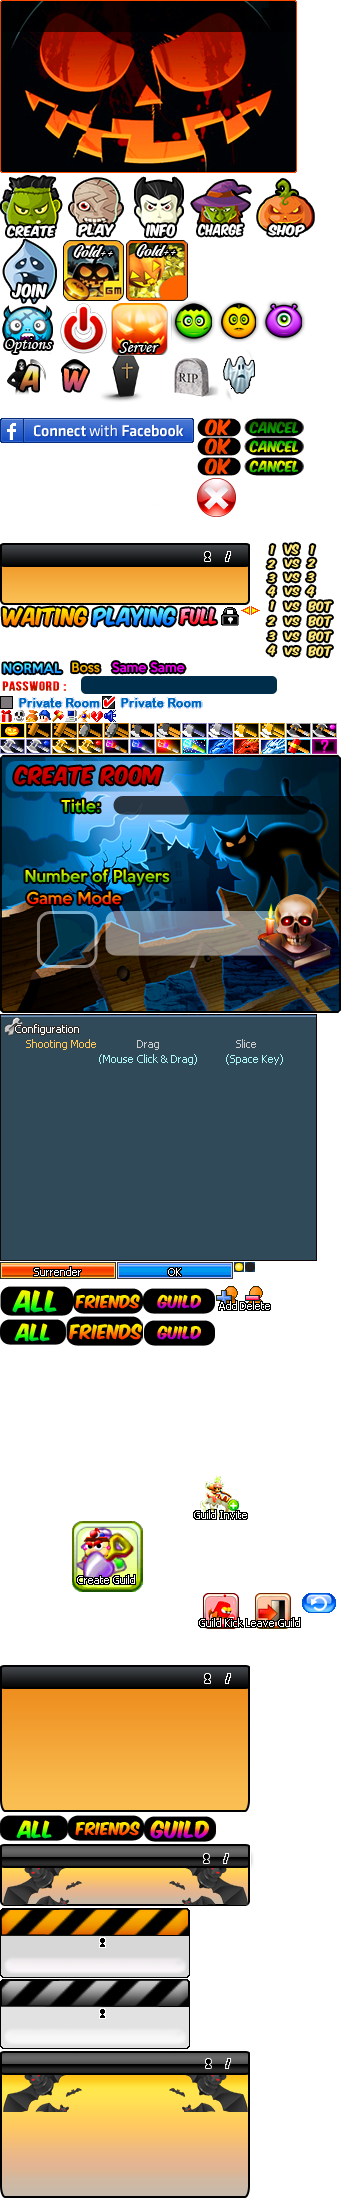 CREATE PLAY INFO CHARGE SHOP
JOIN Gold++ GM Gold++
Options Server
A W RIP
f Connect with Facebook OK CANCEL
OK CANCEL
OK CANCEL
1 VS 1
2 VS 2
3 VS 3
4 VS 4
1 VS BOT
2 VS BOT
3 VS BOT
4 VS BOT
/
WAITING PLAYING FULL
NORMAL Boss Same Same
PASSWORD :
Private Room Private Room
?
CREATE ROOM
Title:
Number of Players
Game Mode
Configuration
Shooting Mode Drag Slice
(Mouse Click & Drag) (Space Key)
Surrender OK
ALL FRIENDS GUILD Add Delete
ALL FRIENDS GUILD
Guild Invite
Create Guild
Guild Kick Leave Guild
/
ALL FRIENDS GUILD
/
/